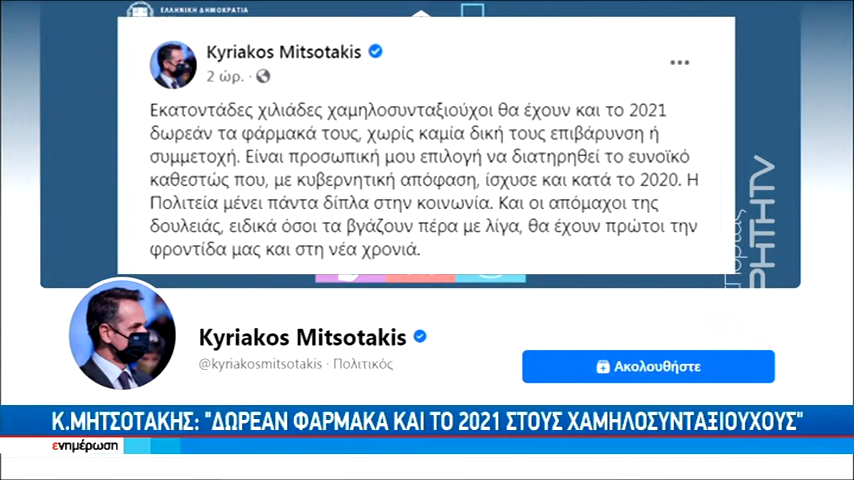 ΕΛΛΗΝΙΚΗ ΔΗΜΟΚΡΑΤΙΑ
Kyriakos Mitsotakis
2 ώρ. ·
Εκατοντάδες χιλιάδες χαμηλοσυνταξιούχοι θα έχουν και το 2021
δωρεάν τα φάρμακά τους, χωρίς καμία δική τους επιβάρυνση ή
συμμετοχή. Είναι προσωπική μου επιλογή να διατηρηθεί το ευνοϊκό
καθεστώς που, με κυβερνητική απόφαση, ίσχυσε και κατά το 2020. Η
Πολιτεία μένει πάντα δίπλα στην κοινωνία. Και οι απόμαχοι της
δουλειάς, ειδικά όσοι τα βγάζουν πέρα με λίγα, θα έχουν πρώτοι την
φροντίδα μας και στη νέα χρονιά.
ΡΗΤΗTV
Kyriakos Mitsotakis
@kyriakosmitsotakis · Πολιτικός
Ακολουθήστε
Κ.ΜΗΤΣΟΤΑΚΗΣ: "ΔΩΡΕΑΝ ΦΑΡΜΑΚΑ ΚΑΙ ΤΟ 2021 ΣΤΟΥΣ ΧΑΜΗΛΟΣΥΝΤΑΞΙΟΥΧΟΥΣ"
ενημέρωση